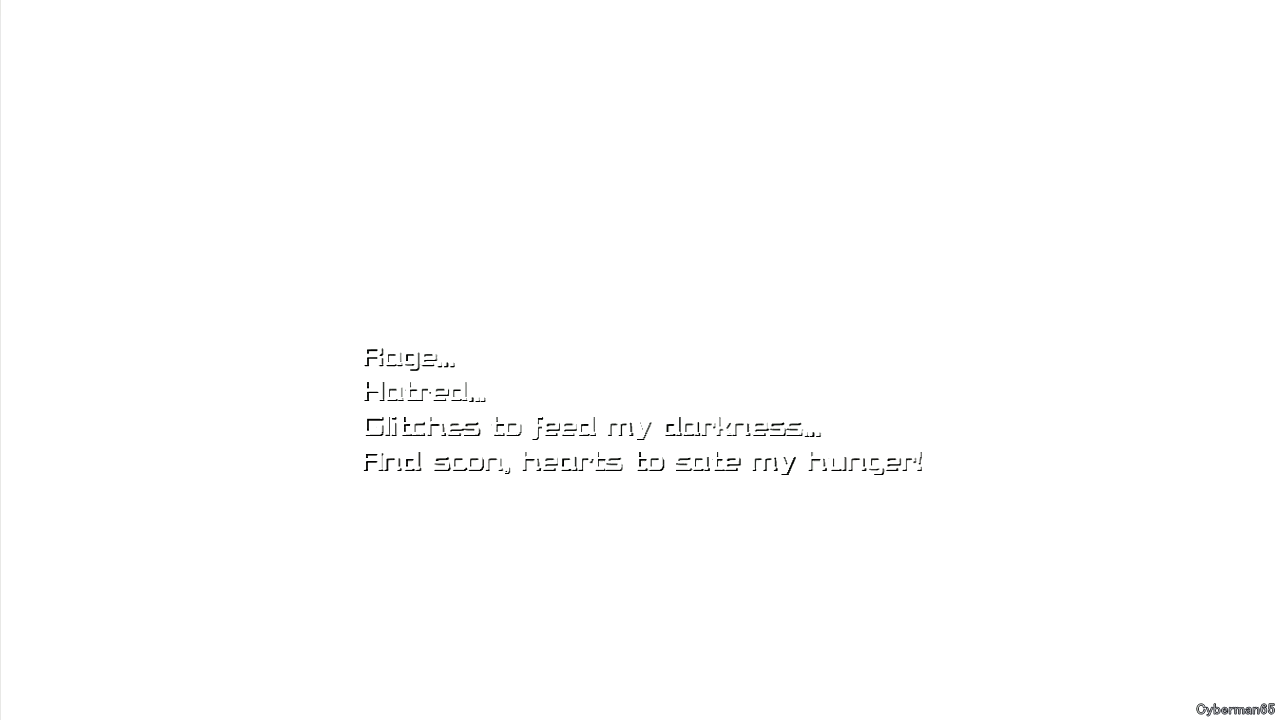 Rage...
Hatred...
Glitches to feed my darkness...
And soon, hearts to sate my hunger!
Cyberman65